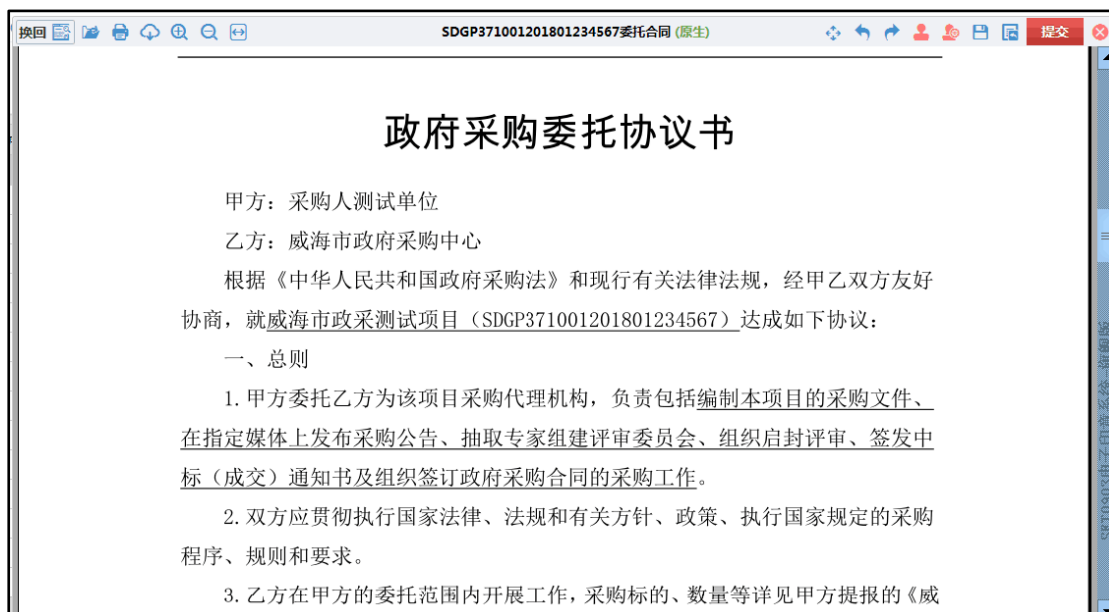 换回
SDGP371001201801234567委托合同 (原生)
提交
政府采购委托协议书
甲方：采购人测试单位
乙方：威海市政府采购中心
根据《中华人民共和国政府采购法》和现行有关法律法规，经甲乙双方友好
协商，就威海市政采测试项目（SDGP371001201801234567）达成如下协议：
一、总则
1.甲方委托乙方为该项目采购代理机构，负责包括编制本项目的采购文件、
在指定媒体上发布采购公告、抽取专家组建评审委员会、组织启封评审、签发中
标（成交）通知书及组织签订政府采购合同的采购工作。
2.双方应贯彻执行国家法律、法规和有关方针、政策、执行国家规定的采购
程序、规则和要求。
3.乙方在甲方的委托范围内开展工作,采购标的、数量等详见甲方提报的《威